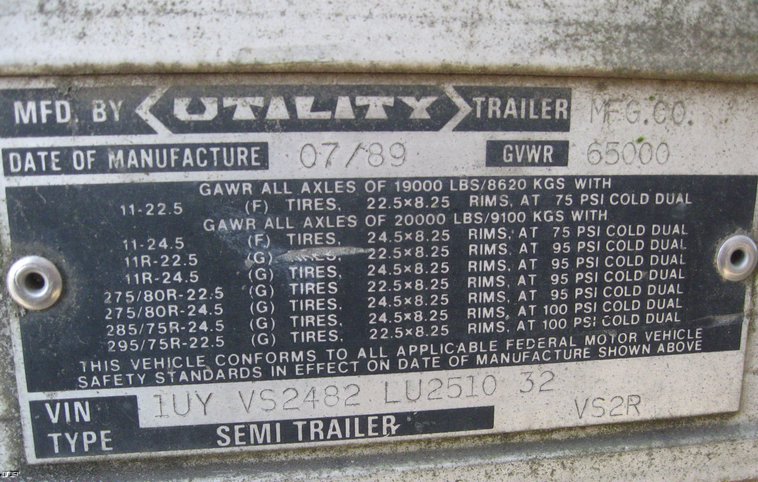 MFD. BY UTILITY TRAILER MFG.CO.
DATE OF MANUFACTURE 07/89 GVWR 65000
GAWR ALL AXLES OF 19000 LBS/8620 KGS WITH
11-22.5 (F) TIRES, 22.5×8.25 RIMS, AT 75 PSI COLD DUAL
GAWR ALL AXLES OF 20000 LBS/9100 KGS WITH
11-24.5 (F) TIRES, 24.5×8.25 RIMS, AT 75 PSI COLD DUAL
11R-22.5 (G) TIRES, 22.5×8.25 RIMS, AT 95 PSI COLD DUAL
11R-24.5 (G) TIRES, 24.5×8.25 RIMS, AT 95 PSI COLD DUAL
275/80R-22.5 (G) TIRES, 22.5×8.25 RIMS, AT 95 PSI COLD DUAL
275/80R-24.5 (G) TIRES, 24.5×8.25 RIMS, AT 95 PSI COLD DUAL
285/75R-24.5 (G) TIRES, 24.5×8.25 RIMS, AT 100 PSI COLD DUAL
295/75R-22.5 (G) TIRES, 22.5×8.25 RIMS, AT 100 PSI COLD DUAL
THIS VEHICLE CONFORMS TO ALL APPLICABLE FEDERAL MOTOR VEHICLE
SAFETY STANDARDS IN EFFECT ON DATE OF MANUFACTURE SHOWN ABOVE
VIN 1UY VS2482 LU2510 32
TYPE SEMI TRAILER VS2R